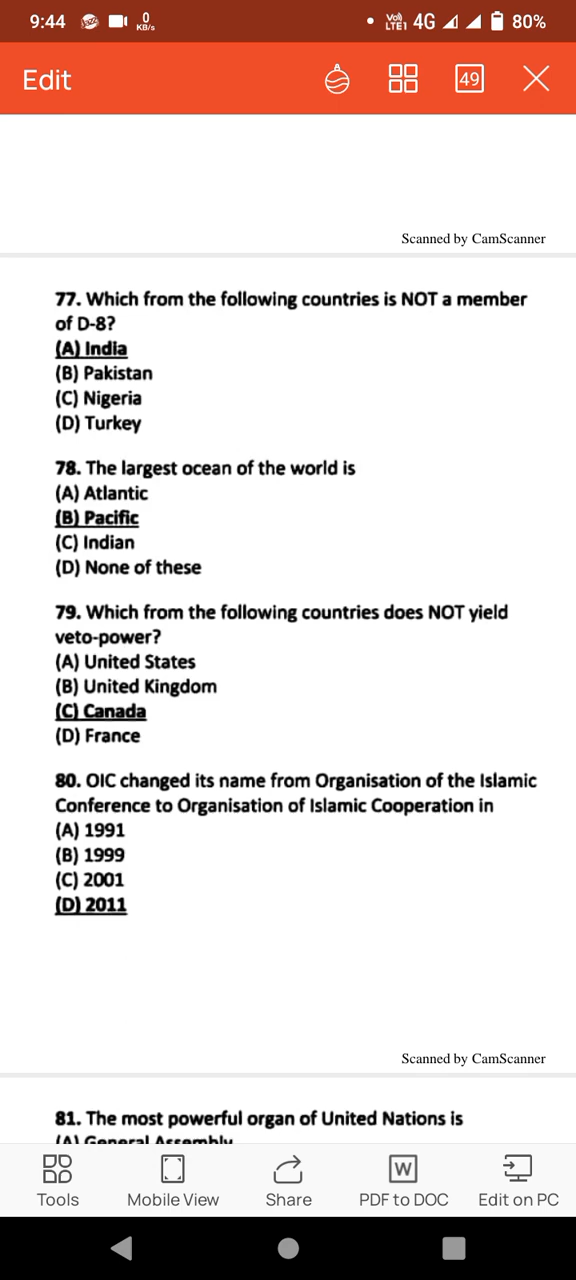 9:44 0 KB/s Vo) LTE1 4G 80%
Edit 49
Scanned by CamScanner
77. Which from the following countries is NOT a member
of D-8?
(A) India
(B) Pakistan
(C) Nigeria
(D) Turkey
78. The largest ocean of the world is
(A) Atlantic
(B) Pacific
(C) Indian
(D) None of these
79. Which from the following countries does NOT yield
veto-power?
(A) United States
(B) United Kingdom
(C) Canada
(D) France
80. OIC changed its name from Organisation of the Islamic
Conference to Organisation of Islamic Cooperation in
(A) 1991
(B) 1999
(C) 2001
(D) 2011
Scanned by CamScanner
81. The most powerful organ of United Nations is
(A) General Assembly
Tools Mobile View Share PDF to DOC Edit on PC